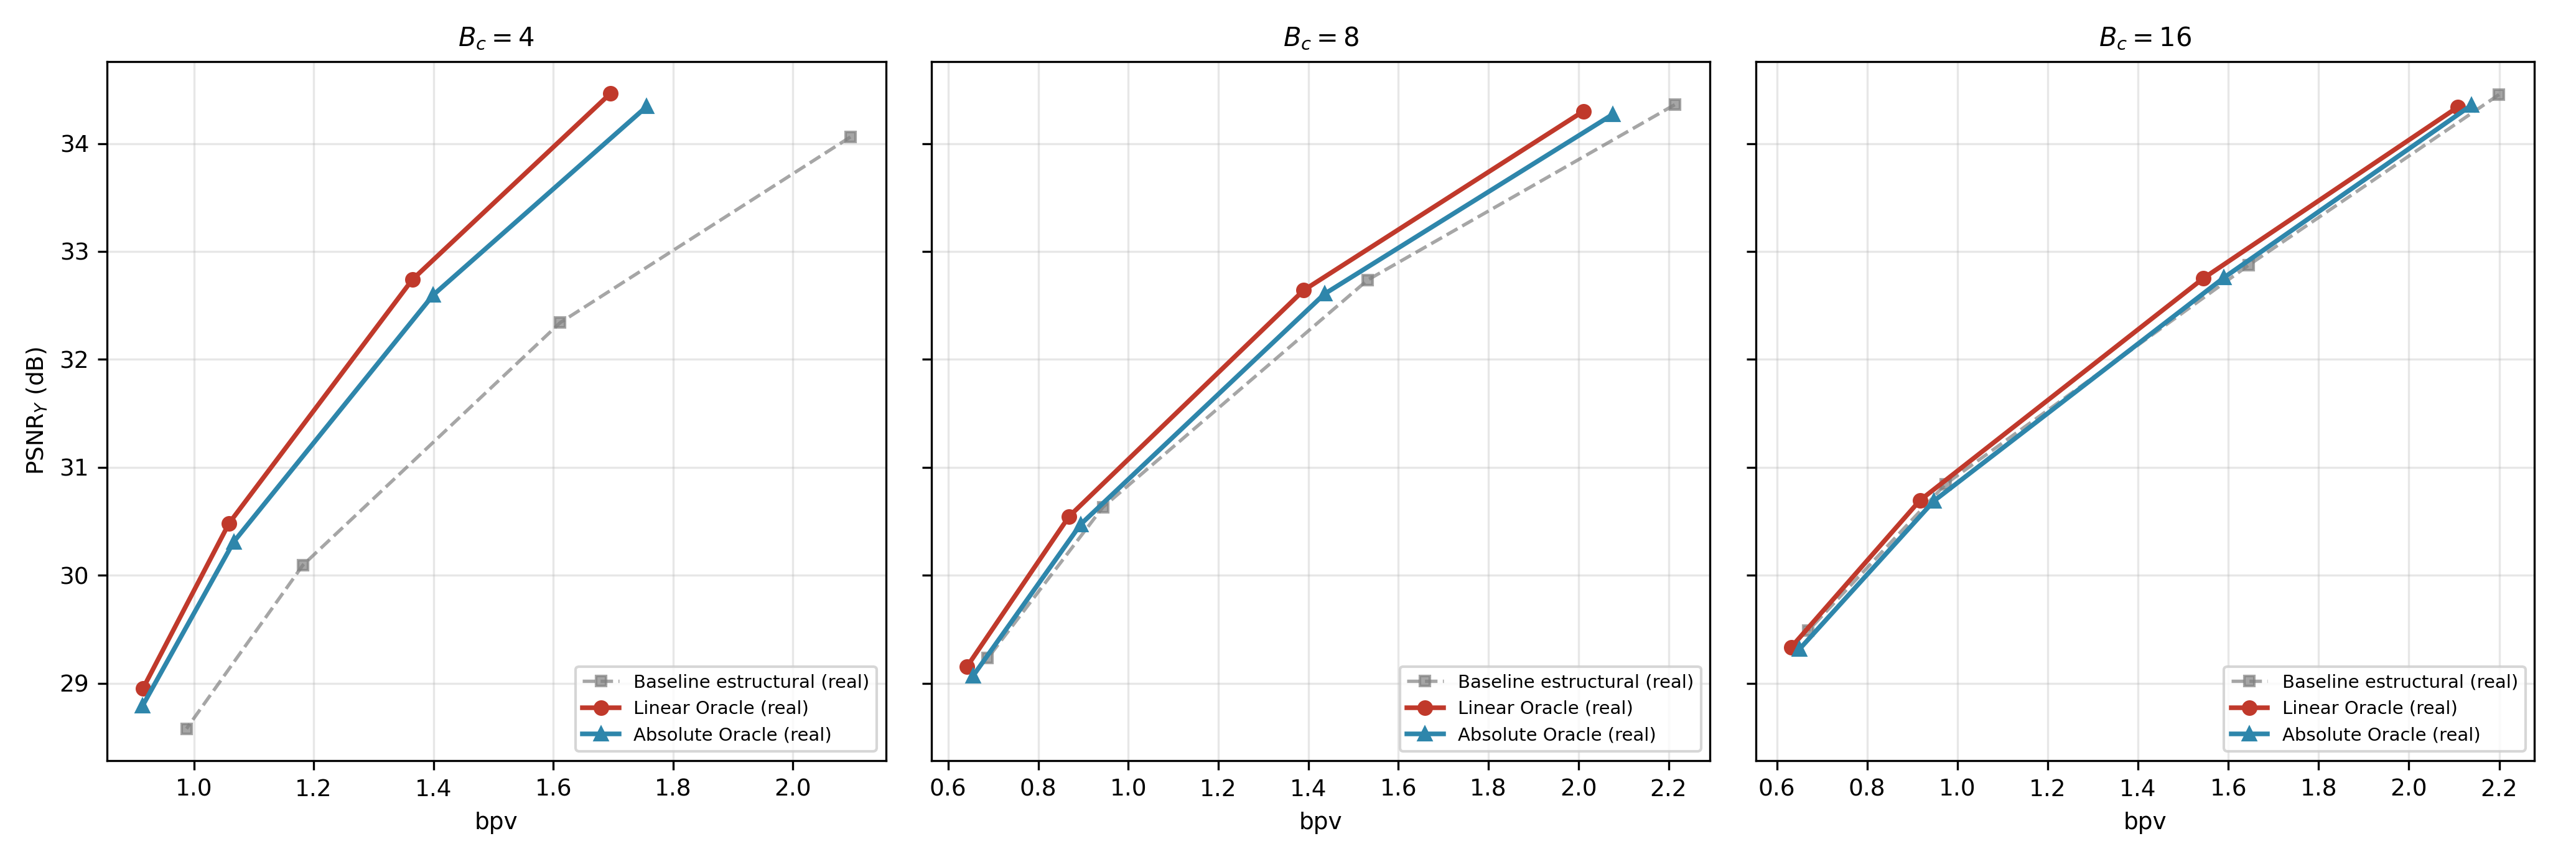 B_c = 4
B_c = 8
B_c = 16
PSNR_Y (dB)
34
33
32
31
30
29
1.0 1.2 1.4 1.6 1.8 2.0
0.6 0.8 1.0 1.2 1.4 1.6 1.8 2.0 2.2
0.6 0.8 1.0 1.2 1.4 1.6 1.8 2.0 2.2
bpv
bpv
bpv
Baseline estructural (real)
Linear Oracle (real)
Absolute Oracle (real)
Baseline estructural (real)
Linear Oracle (real)
Absolute Oracle (real)
Baseline estructural (real)
Linear Oracle (real)
Absolute Oracle (real)